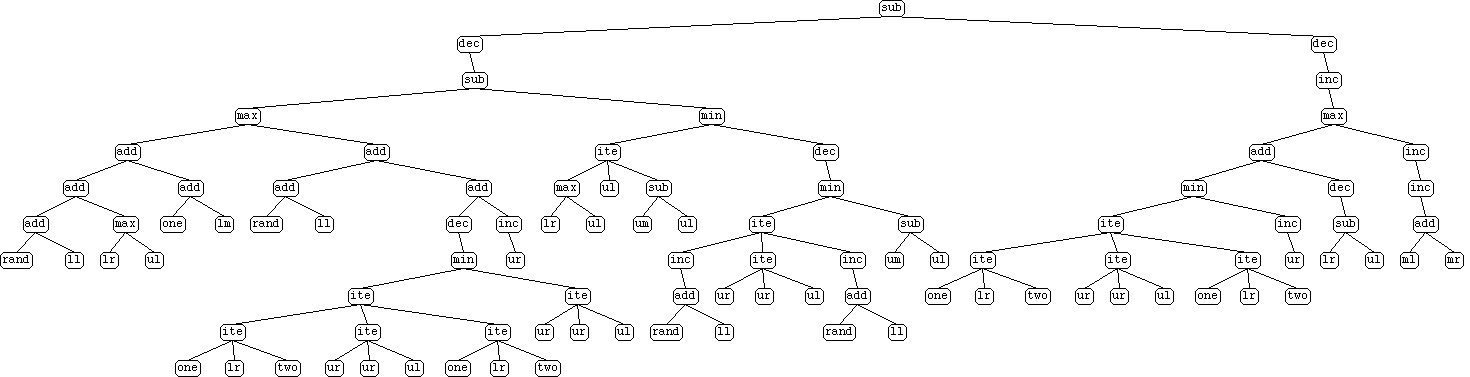 sub
dec dec
sub inc
max min max
add add ite dec add inc
add add add add max ul sub min min dec inc
add max one lm rand ll dec inc lr ul um ul ite sub ite inc sub add
rand ll lr ul min ur inc ite inc um ul ite ite ite ur lr ul ml mr
ite ite add ur ur ul add one lr two ur ur ul one lr two
ite ite ite ur ur ul rand ll rand ll
one lr two ur ur ul one lr two